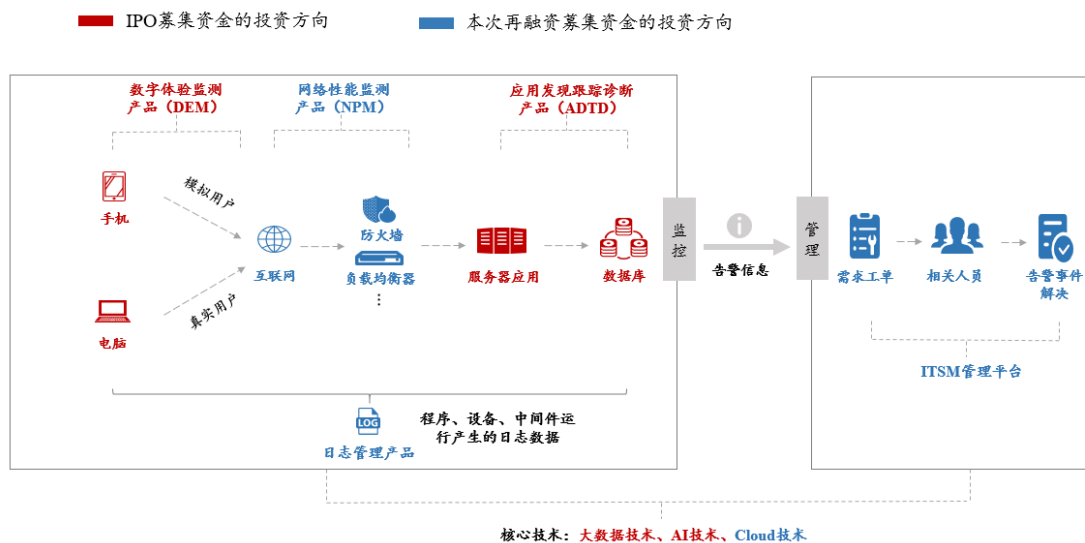 IPO募集资金的投资方向
本次再融资募集资金的投资方向
数字体验监测
产品（DEM）
网络性能监测
产品（NPM）
应用发现跟踪诊断
产品（ADTD）
手机
模拟用户
互联网
防火墙
负载均衡器
...
服务器应用
数据库
监控
告警信息
管理
需求工单
相关人员
告警事件
解决
真实用户
电脑
ITSM管理平台
LOG
程序、设备、中间件运
行产生的日志数据
日志管理产品
核心技术：大数据技术、AI技术、Cloud技术